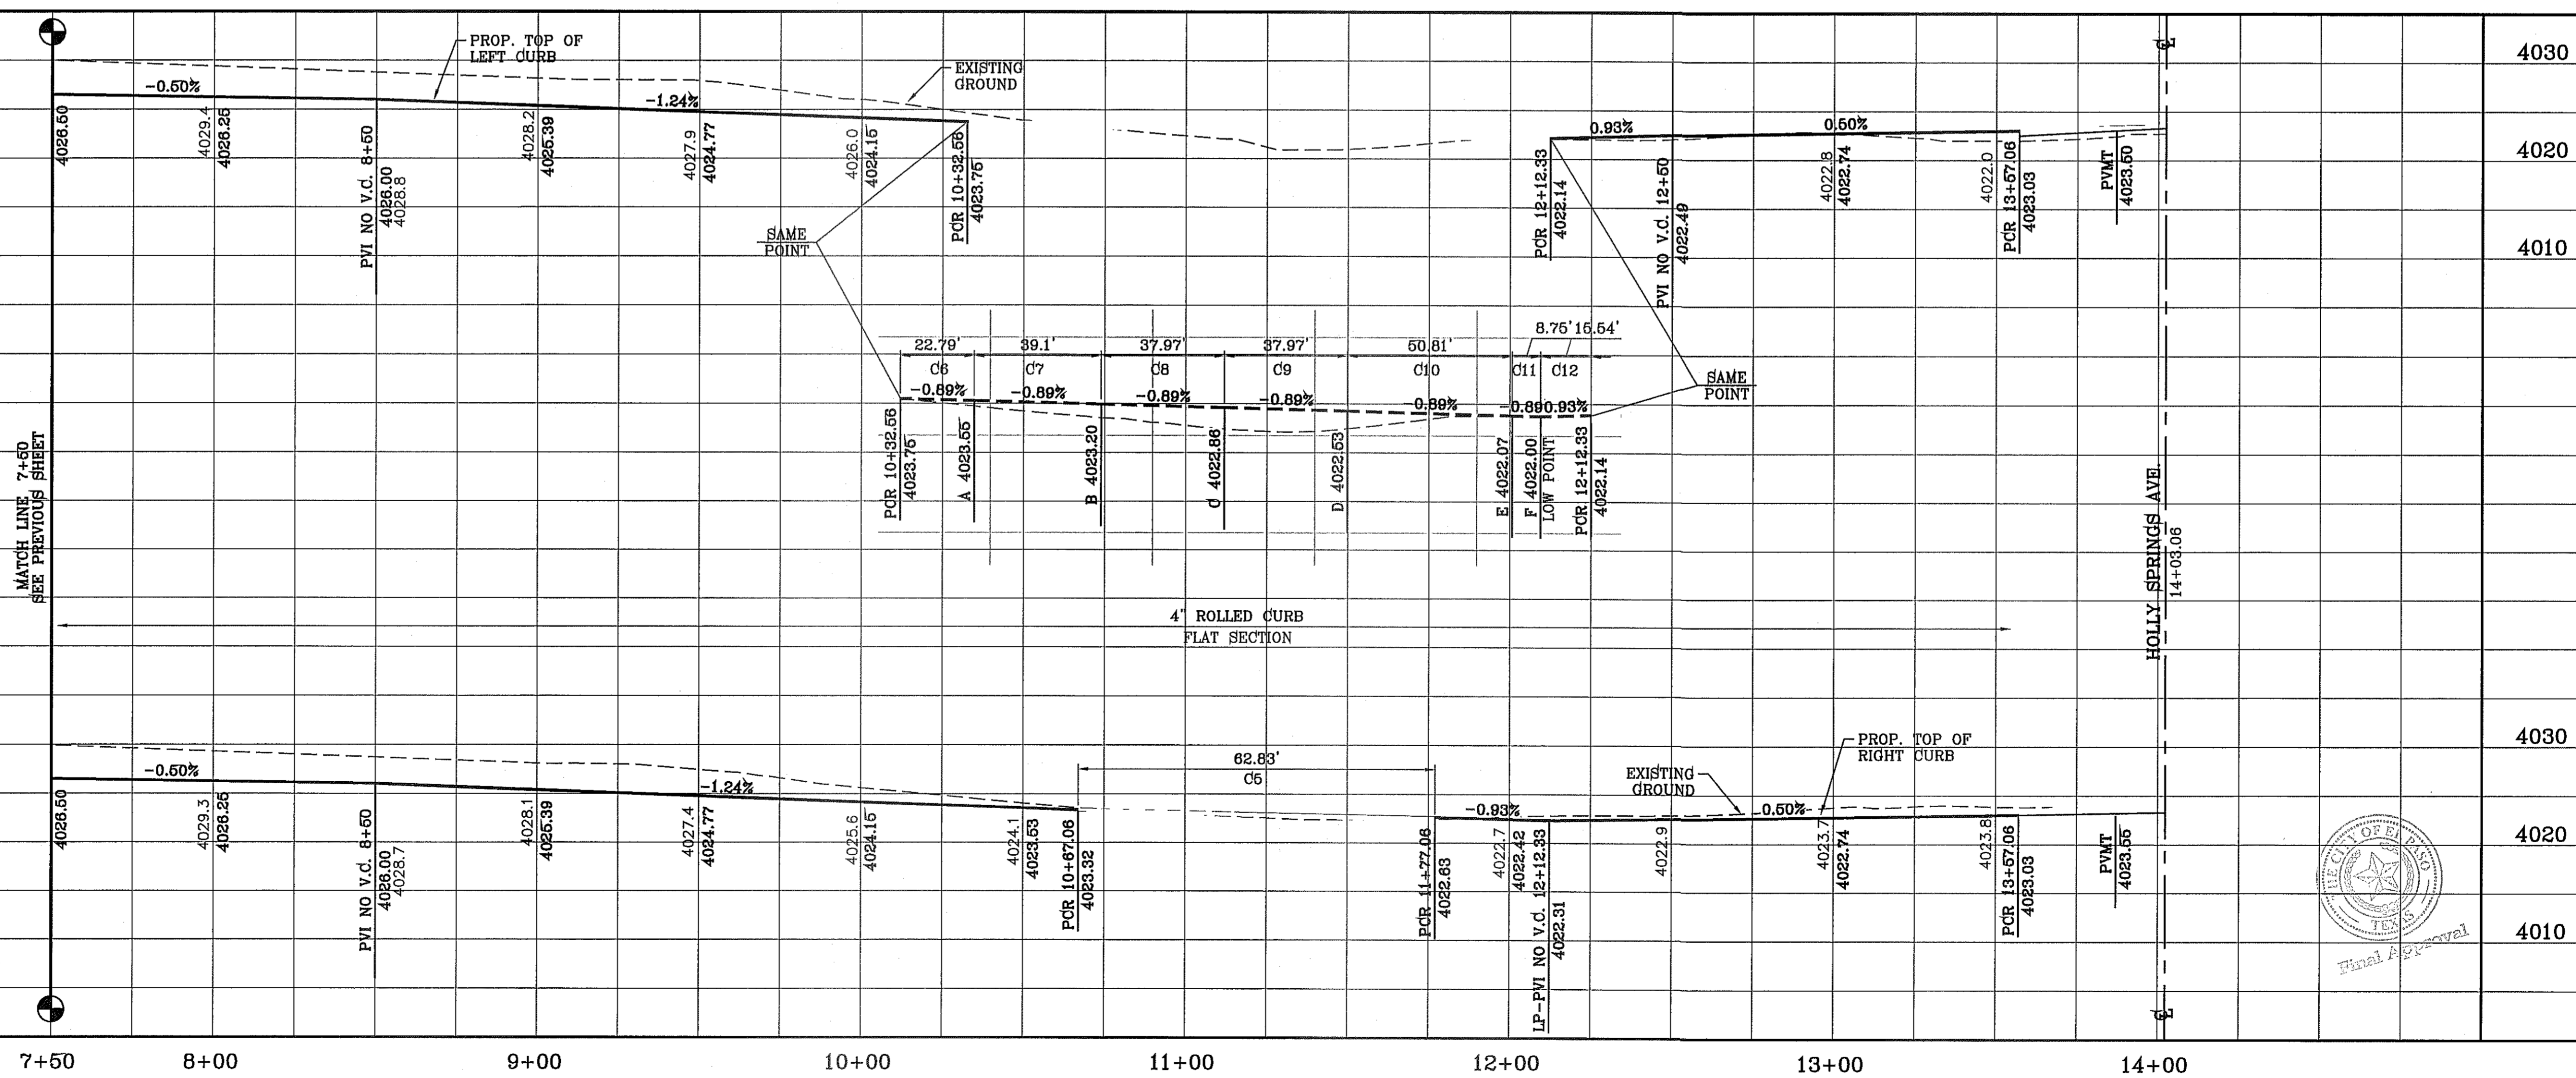 PROP. TOP OF
LEFT CURB
EXISTING
GROUND
-0.50%
-1.24%
0.93%
0.50%
4030
4020
4010
4026.50
4029.4
4026.25
PVI NO V.d. 8+50
4026.00
4028.8
4028.2
4025.39
4027.9
4024.77
4026.0
4024.15
PCR 10+32.56
4023.75
PCR 12+12.33
4022.14
PVI NO V.d. 12+50
4022.49
4022.8
4022.74
4022.0
PCR 13+57.06
4023.03
PVMT
4023.50
SAME
POINT
22.79'
39.1'
37.97'
37.97'
50.81'
8.75'
15.54'
C6
C7
C8
C9
C10
C11
C12
-0.89%
-0.89%
-0.89%
-0.89%
-0.89%
-0.89
0.93%
SAME
POINT
PCR 10+32.56
4023.75
A 4023.55
B 4023.20
C 4022.86
D 4022.53
E 4022.07
F 4022.00
LOW POINT
PCR 12+12.33
4022.14
MATCH LINE 7+50
SEE PREVIOUS SHEET
HOLLY SPRINGS AVE.
14+03.06
4" ROLLED CURB
FLAT SECTION
PROP. TOP OF
RIGHT CURB
EXISTING
GROUND
62.83'
C5
-0.50%
-1.24%
-0.93%
0.50%
4030
4020
4010
4026.50
4029.3
4026.25
PVI NO V.d. 8+50
4026.00
4028.7
4028.1
4025.39
4027.4
4024.77
4025.6
4024.15
4024.1
4023.53
PCR 10+67.06
4023.32
PCR 11+77.06
4022.63
4022.7
4022.42
LP-PVI NO V.d. 12+12.33
4022.31
4022.9
4023.7
4022.74
4023.8
PCR 13+57.06
4023.03
PVMT
4023.55
THE CITY OF EL PASO
TEXAS
Final Approval
7+50
8+00
9+00
10+00
11+00
12+00
13+00
14+00